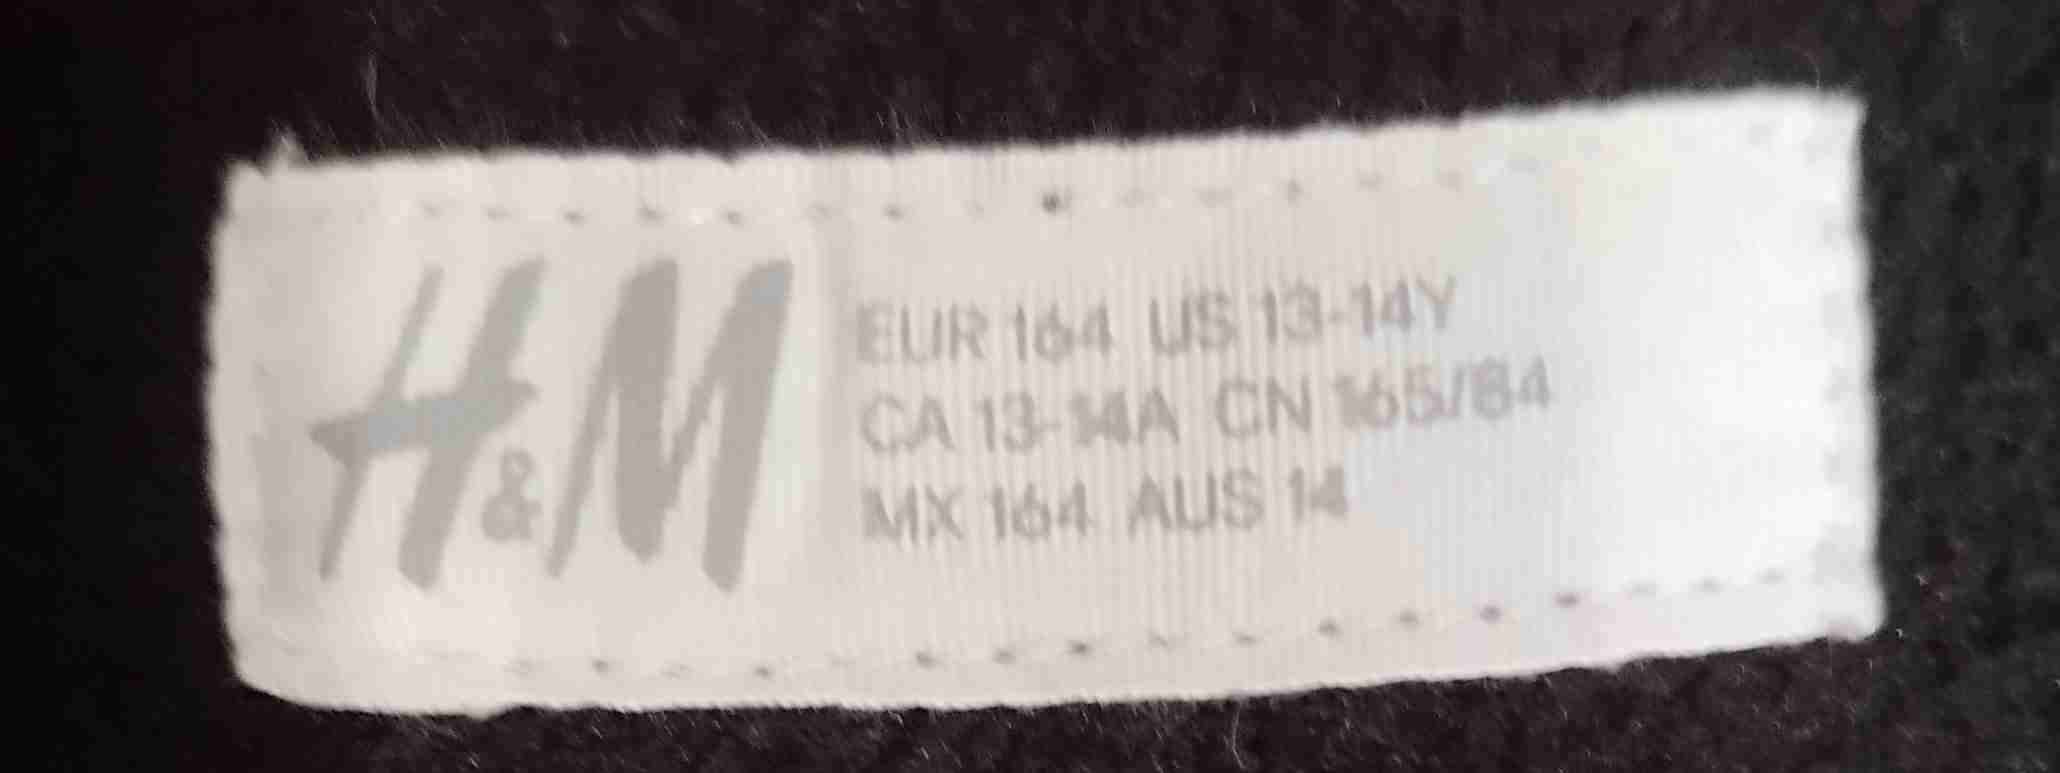 H&M
EUR 164 US 13-14Y
CA 13-14A CN 165/84
MX 164 AUS 14